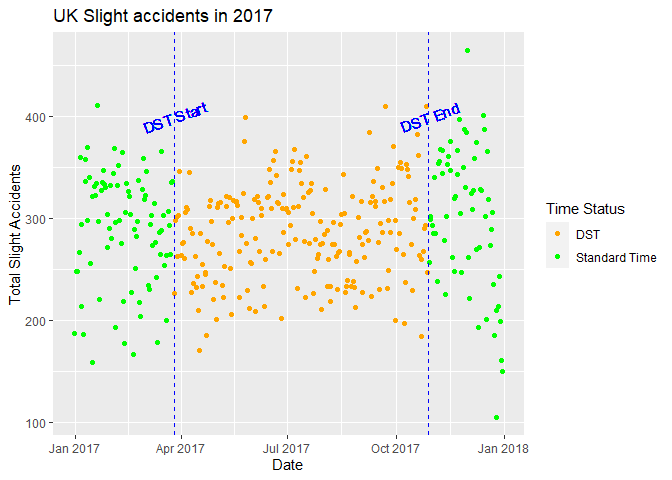 UK Slight accidents in 2017
Total Slight Accidents
400
300
200
100
DST Start
DST End
Jan 2017
Apr 2017
Jul 2017
Oct 2017
Jan 2018
Date
Time Status
DST
Standard Time